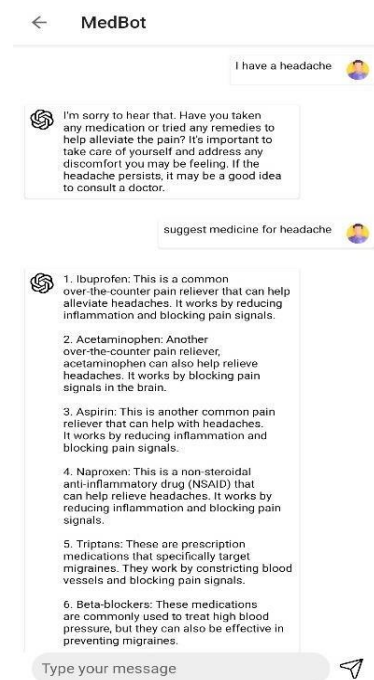 MedBot
I have a headache
I'm sorry to hear that. Have you taken
any medication or tried any remedies to
help alleviate the pain? It's important to
take care of yourself and address any
discomfort you may be feeling. If the
headache persists, it may be a good idea
to consult a doctor.
suggest medicine for headache
1. Ibuprofen: This is a common
over-the-counter pain reliever that can help
alleviate headaches. It works by reducing
inflammation and blocking pain signals.
2. Acetaminophen: Another
over-the-counter pain reliever,
acetaminophen can also help relieve
headaches. It works by blocking pain
signals in the brain.
3. Aspirin: This is another common pain
reliever that can help with headaches.
It works by reducing inflammation and
blocking pain signals.
4. Naproxen: This is a non-steroidal
anti-inflammatory drug (NSAID) that
can help relieve headaches. It works by
reducing inflammation and blocking pain
signals.
5. Triptans: These are prescription
medications that specifically target
migraines. They work by constricting blood
vessels and blocking pain signals.
6. Beta-blockers: These medications
are commonly used to treat high blood
pressure, but they can also be effective in
preventing migraines.
Type your message